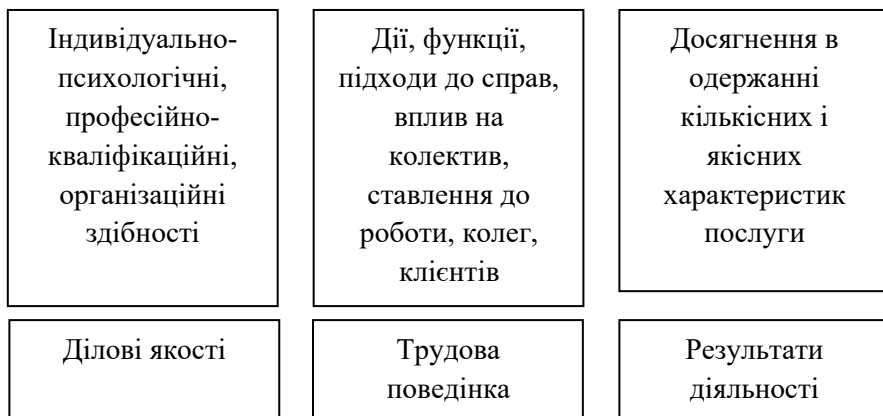 Індивідуально-
психологічні,
професійно-
кваліфікаційні,
організаційні
здібності
Дії, функції,
підходи до справ,
вплив на
колектив,
ставлення до
роботи, колег,
клієнтів
Досягнення в
одержанні
кількісних і
якісних
характеристик
послуги
Ділові якості
Трудова
поведінка
Результати
діяльності